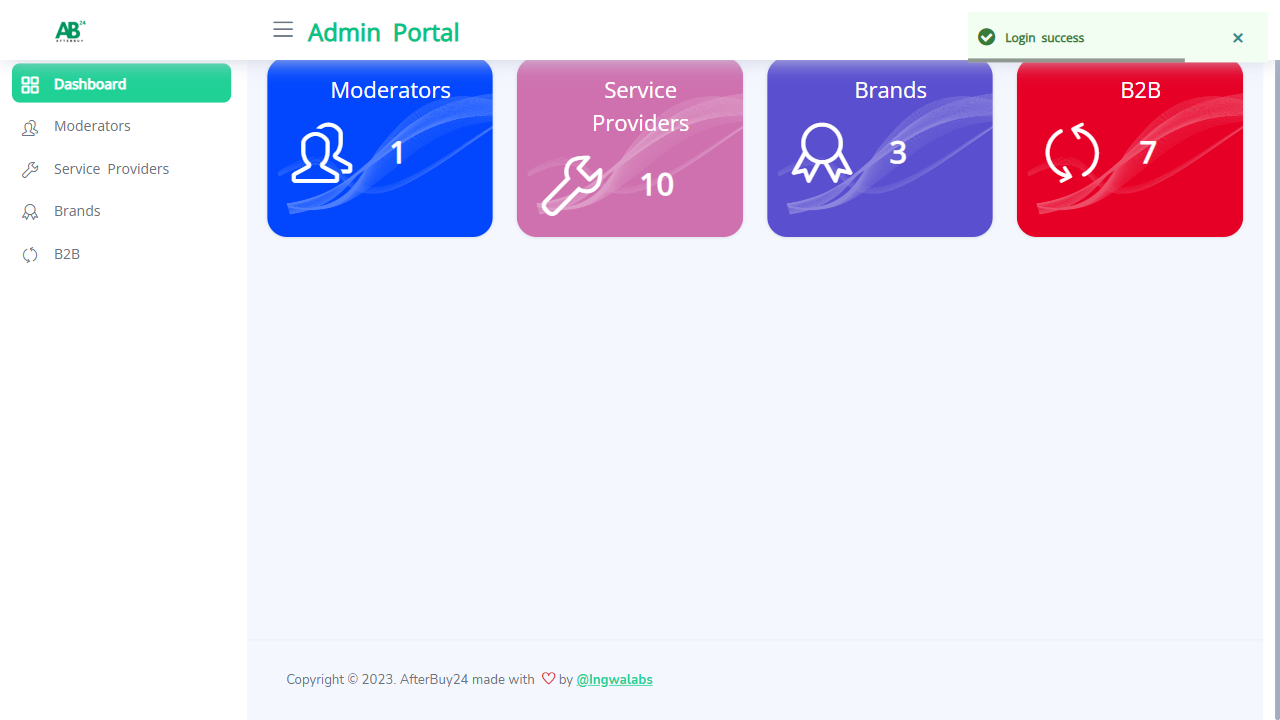 AB24
AFTERBUY
Admin Portal
Login success
Dashboard
Moderators
Service Providers
Brands
B2B
Moderators
1
Service
Providers
10
Brands
3
B2B
7
Copyright © 2023. AfterBuy24 made with by @Ingwalabs